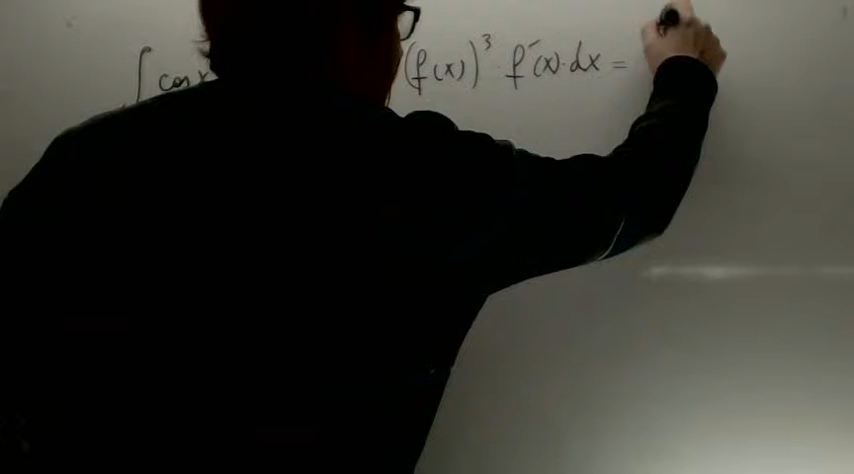 ∫ cos x (f(x))³ · f'(x)·dx =